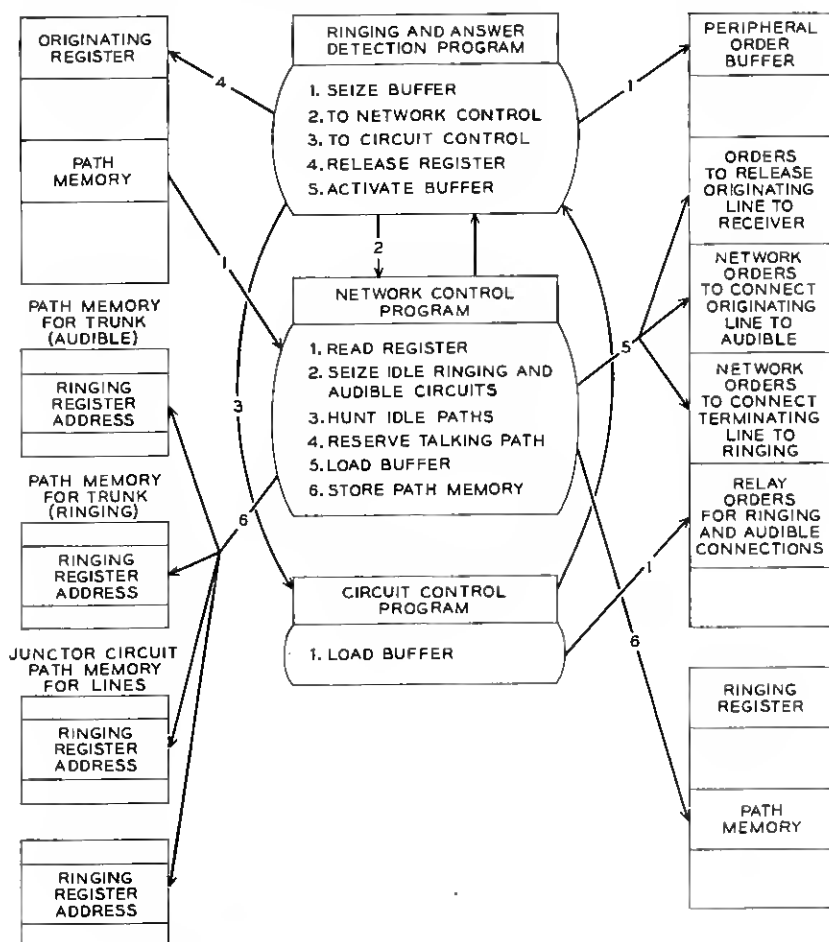 ORIGINATING
REGISTER
PATH
MEMORY
4
1
PATH MEMORY
FOR TRUNK
(AUDIBLE)
RINGING
REGISTER
ADDRESS
PATH MEMORY
FOR TRUNK
(RINGING)
RINGING
REGISTER
ADDRESS
JUNCTOR CIRCUIT
PATH MEMORY
FOR LINES
RINGING
REGISTER
ADDRESS
RINGING
REGISTER
ADDRESS
RINGING AND ANSWER
DETECTION PROGRAM
1. SEIZE BUFFER
2. TO NETWORK CONTROL
3. TO CIRCUIT CONTROL
4. RELEASE REGISTER
5. ACTIVATE BUFFER
2
3
NETWORK CONTROL
PROGRAM
1. READ REGISTER
2. SEIZE IDLE RINGING AND
AUDIBLE CIRCUITS
3. HUNT IDLE PATHS
4. RESERVE TALKING PATH
5. LOAD BUFFER
6. STORE PATH MEMORY
6
CIRCUIT CONTROL
PROGRAM
1. LOAD BUFFER
1
5
1
6
PERIPHERAL
ORDER
BUFFER
ORDERS
TO RELEASE
ORIGINATING
LINE TO
RECEIVER
NETWORK
ORDERS
TO CONNECT
ORIGINATING
LINE TO
AUDIBLE
NETWORK
ORDERS
TO CONNECT
TERMINATING
LINE TO
RINGING
RELAY
ORDERS
FOR RINGING
AND AUDIBLE
CONNECTIONS
RINGING
REGISTER
PATH
MEMORY